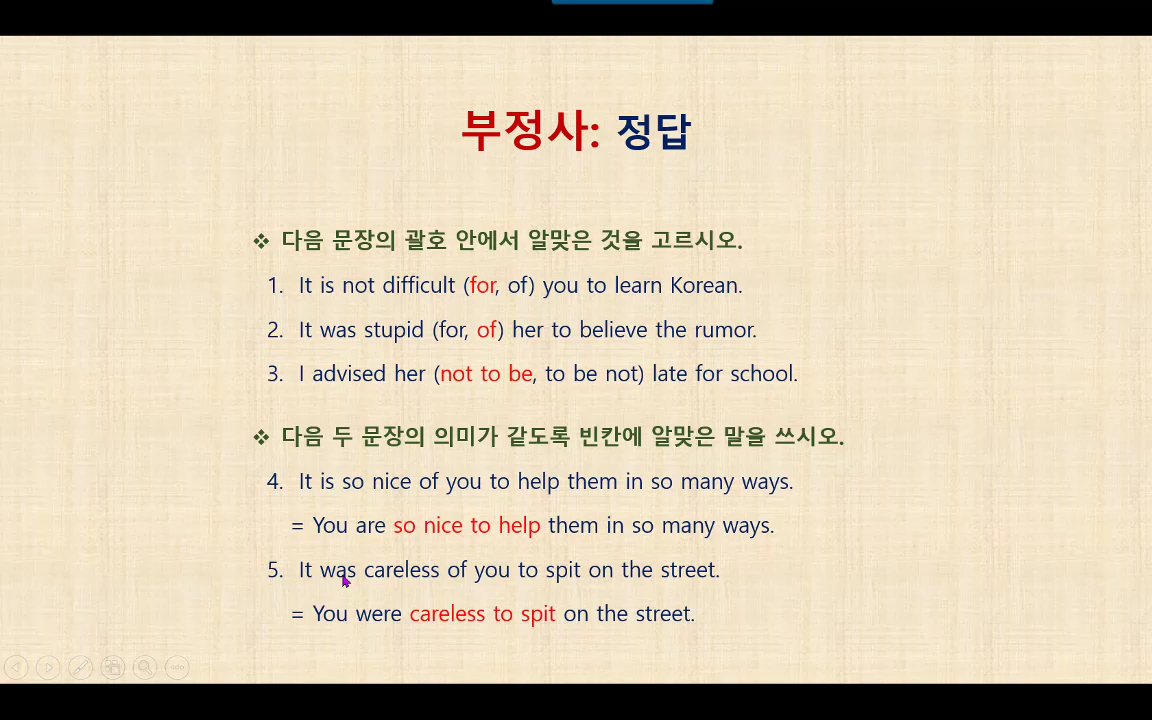 부정사: 정답
❖ 다음 문장의 괄호 안에서 알맞은 것을 고르시오.
1. It is not difficult (for, of) you to learn Korean.
2. It was stupid (for, of) her to believe the rumor.
3. I advised her (not to be, to be not) late for school.
❖ 다음 두 문장의 의미가 같도록 빈칸에 알맞은 말을 쓰시오.
4. It is so nice of you to help them in so many ways.
= You are so nice to help them in so many ways.
5. It was careless of you to spit on the street.
= You were careless to spit on the street.